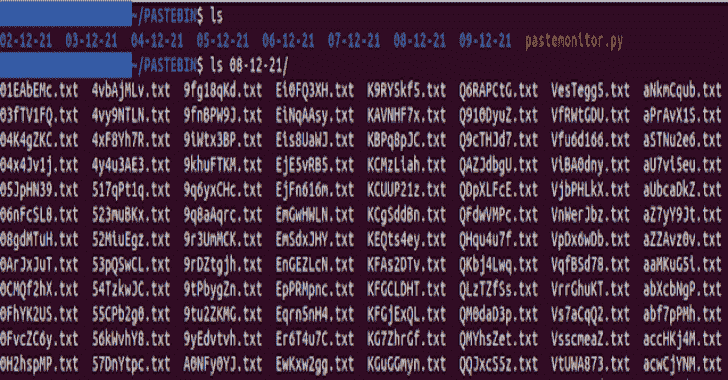 ~/PASTEBIN$ ls
02-12-21 03-12-21 04-12-21 05-12-21 06-12-21 07-12-21 08-12-21 09-12-21 pastemonitor.py
~/PASTEBIN$ ls 08-12-21/
01EAbEMc.txt 4vbAjMLv.txt 9fg18qKd.txt Ei0FQ3XH.txt K9RYSkf5.txt Q6RAPCtG.txt VesTegg5.txt aNkmCqub.txt
03fTV1FQ.txt 4vy9NTLN.txt 9fnBPW9J.txt EiNqAAsy.txt KAVNHF7x.txt Q910DyuZ.txt VfRWtGDU.txt aPrAvX1S.txt
04K4gZKC.txt 4xF8Yh7R.txt 9iWtx3BP.txt Eis8UaWJ.txt KBPq8pJC.txt Q9cTHJd7.txt Vfu6d166.txt aSTNu2e6.txt
04x4Jv1j.txt 4y4u3AE3.txt 9khuFTKM.txt EjE5vRB5.txt KCMzLiah.txt QAZJdbgU.txt ViBA0dny.txt aU7viSeu.txt
05JpHN39.txt 517qPt1q.txt 9q6yxCHc.txt EjFn616m.txt KCUUP21z.txt QDpXLFcE.txt VjbPHLkX.txt aUbcaDkZ.txt
06nFcSL8.txt 523muBKx.txt 9q8aAqrc.txt EmGwHWLN.txt KCgSddBn.txt QFdwVMPc.txt VnWerJbz.txt aZ7yY9Jt.txt
08gdMTuH.txt 52MiuEgz.txt 9r3UmMCK.txt EmSdxJHY.txt KEQts4ey.txt QHqu4u7f.txt VpDx6wDb.txt aZZAvz0v.txt
0ArJxJuT.txt 53pQSwCL.txt 9rDZtgjh.txt EnGEZLcN.txt KFAs2DTv.txt QKbj4Lwq.txt VqfBSd78.txt aaMKuGSi.txt
0CMQf2hX.txt 54TzkwJC.txt 9tPbygZn.txt EpPRMpnc.txt KFGCLDHT.txt QLzTZfSs.txt VrrGhuKT.txt abXcbNgP.txt
0FhYK2US.txt 55CPb2g0.txt 9tu2ZKMG.txt Eqrn5nH4.txt KFGjExQL.txt QM0daD3p.txt Vs7aCqQ2.txt abf7pPMh.txt
0FvcZC6y.txt 56kWvhY8.txt 9yEdvtvh.txt Er6T4u7C.txt KG7ZhrGf.txt QMYhsZet.txt VsscmeaZ.txt accHKj4M.txt
0H2hspMP.txt 57DnYtpc.txt A0NFy0YJ.txt EwKxw2gg.txt KGuGGmyn.txt QQJxcS5z.txt VtUWA873.txt acwCjYNM.txt